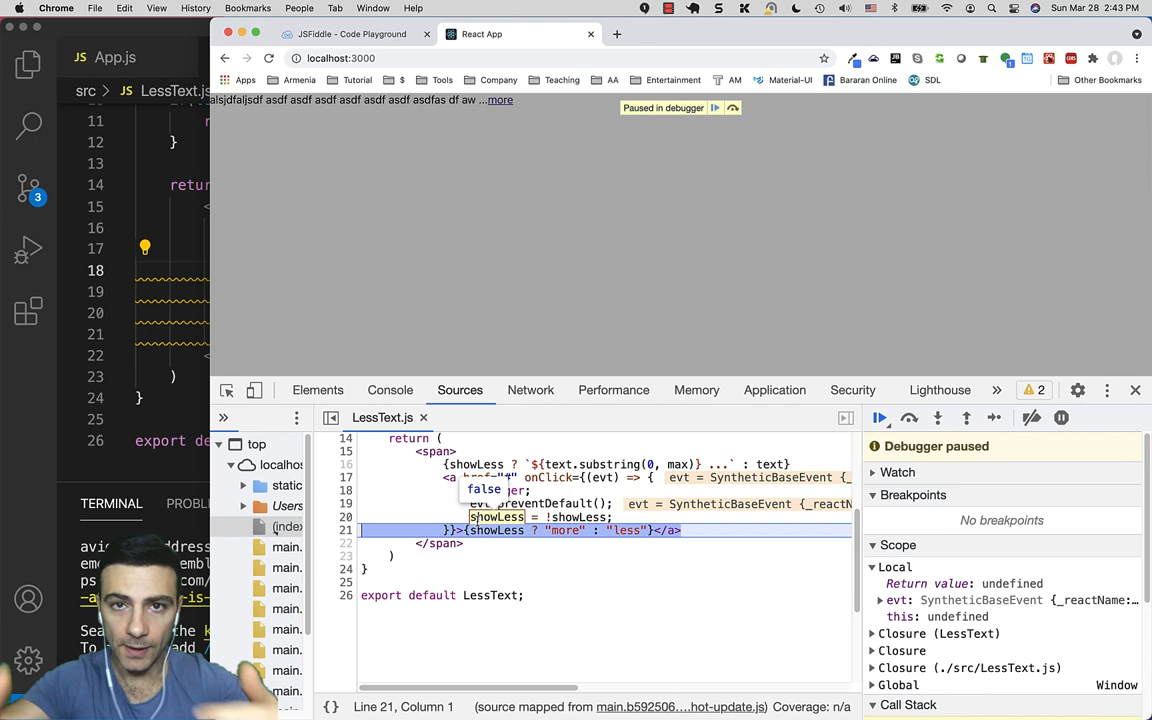 Chrome File Edit View History Bookmarks People Tab Window Help Sun Mar 28 2:43 PM
JS App.js
JSFiddle - Code Playground
React App
localhost:3000
src > JS LessText.js
Apps Armenia Tutorial $ Tools Company Teaching AA Entertainment AM Material-UI Bararan Online SDL Other Bookmarks
alsjdfaljsdf asdf asdf asdf asdf asdf asdf asdfas df aw ...more
Paused in debugger
11
12 }
13
14 retur
15 <
16
17
18
19
20
21
22 <
23 )
24 }
25
26 export de
3
TERMINAL PROBLE
Elements Console Sources Network Performance Memory Application Security Lighthouse » 2
» LessText.js
top
localhos
static
Users
(index
main.
main.
main.
main.
main.
main.
main.
main.
14 return (
15 <span>
16 {showLess ? `${text.substring(0, max)} ...` : text}
17 onClick={(evt) => { evt = SyntheticBaseEvent {_
18
false
19 evt.preventDefault(); evt = SyntheticBaseEvent {_reactN
20 showLess = !showLess;
21 }}>{showLess ? "more" : "less"}</a>
22 </span>
23 )
24 }
25
26 export default LessText;
{} Line 21, Column 1 (source mapped from main.b592506….hot-update.js) Coverage: n/a
Debugger paused
Watch
Breakpoints
No breakpoints
Scope
Local
Return value: undefined
evt: SyntheticBaseEvent {_reactName:…
this: undefined
Closure (LessText)
Closure
Closure (./src/LessText.js)
Global Window
Call Stack